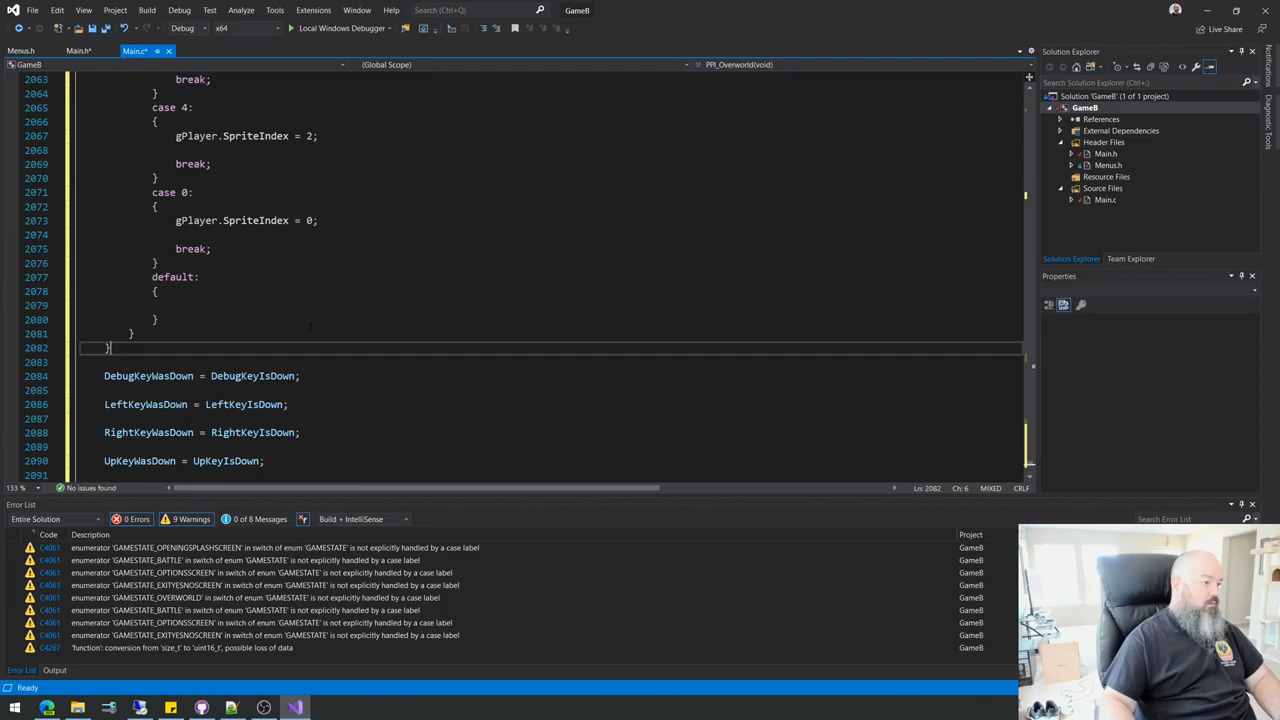 File Edit View Git Project Build Debug Test Analyze Tools Extensions Window Help Search (Ctrl+Q) GameB
Debug x64 Local Windows Debugger Live Share
Menus.h Main.h* Main.c*
GameB (Global Scope) PPI_Overworld(void)
2063 break;
2064 }
2065 case 4:
2066 {
2067 gPlayer.SpriteIndex = 2;
2068
2069 break;
2070 }
2071 case 0:
2072 {
2073 gPlayer.SpriteIndex = 0;
2074
2075 break;
2076 }
2077 default:
2078 {
2079
2080 }
2081 }
2082 }
2083
2084 DebugKeyWasDown = DebugKeyIsDown;
2085
2086 LeftKeyWasDown = LeftKeyIsDown;
2087
2088 RightKeyWasDown = RightKeyIsDown;
2089
2090 UpKeyWasDown = UpKeyIsDown;
2091
133 % No issues found Ln: 2082 Ch: 6 MIXED CRLF
Error List
Entire Solution 0 Errors 9 Warnings 0 of 8 Messages Build + IntelliSense Search Error List
Code Description Project
C4061 enumerator 'GAMESTATE_OPENINGSPLASHSCREEN' in switch of enum 'GAMESTATE' is not explicitly handled by a case label GameB
C4061 enumerator 'GAMESTATE_BATTLE' in switch of enum 'GAMESTATE' is not explicitly handled by a case label GameB
C4061 enumerator 'GAMESTATE_OPTIONSSCREEN' in switch of enum 'GAMESTATE' is not explicitly handled by a case label GameB
C4061 enumerator 'GAMESTATE_EXITYESNOSCREEN' in switch of enum 'GAMESTATE' is not explicitly handled by a case label GameB
C4061 enumerator 'GAMESTATE_OVERWORLD' in switch of enum 'GAMESTATE' is not explicitly handled by a case label GameB
C4061 enumerator 'GAMESTATE_BATTLE' in switch of enum 'GAMESTATE' is not explicitly handled by a case label GameB
C4061 enumerator 'GAMESTATE_OPTIONSSCREEN' in switch of enum 'GAMESTATE' is not explicitly handled by a case label GameB
C4061 enumerator 'GAMESTATE_EXITYESNOSCREEN' in switch of enum 'GAMESTATE' is not explicitly handled by a case label GameB
C4267 'function': conversion from 'size_t' to 'uint16_t', possible loss of data GameB
Error List Output
Ready
Solution Explorer
Search Solution Explorer (Ctrl+;)
Solution 'GameB' (1 of 1 project)
GameB
References
External Dependencies
Header Files
Main.h
Menus.h
Resource Files
Source Files
Main.c
Solution Explorer Team Explorer
Properties
Notifications
Diagnostic Tools